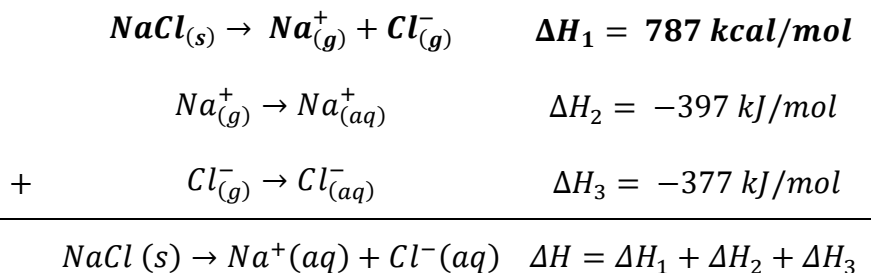 NaCl(s) → Na⁺(g) + Cl⁻(g) ΔH₁ = 787 kcal/mol
Na⁺(g) → Na⁺(aq) ΔH₂ = −397 kJ/mol
+ Cl⁻(g) → Cl⁻(aq) ΔH₃ = −377 kJ/mol
NaCl (s) → Na⁺(aq) + Cl⁻(aq) ΔH = ΔH₁ + ΔH₂ + ΔH₃